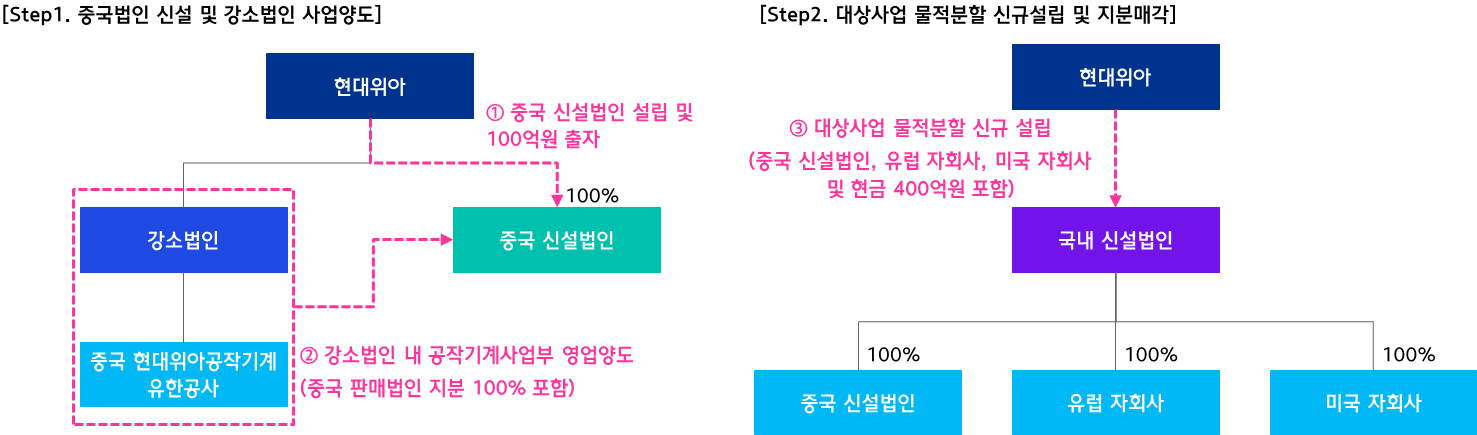 [Step1. 중국법인 신설 및 강소법인 사업양도]
현대위아
① 중국 신설법인 설립 및
100억원 출자
100%
강소법인
중국 신설법인
중국 현대위아공작기계
유한공사
② 강소법인 내 공작기계사업부 영업양도
(중국 판매법인 지분 100% 포함)
[Step2. 대상사업 물적분할 신규설립 및 지분매각]
현대위아
③ 대상사업 물적분할 신규 설립
(중국 신설법인, 유럽 자회사, 미국 자회사
및 현금 400억원 포함)
국내 신설법인
100%
100%
100%
중국 신설법인
유럽 자회사
미국 자회사